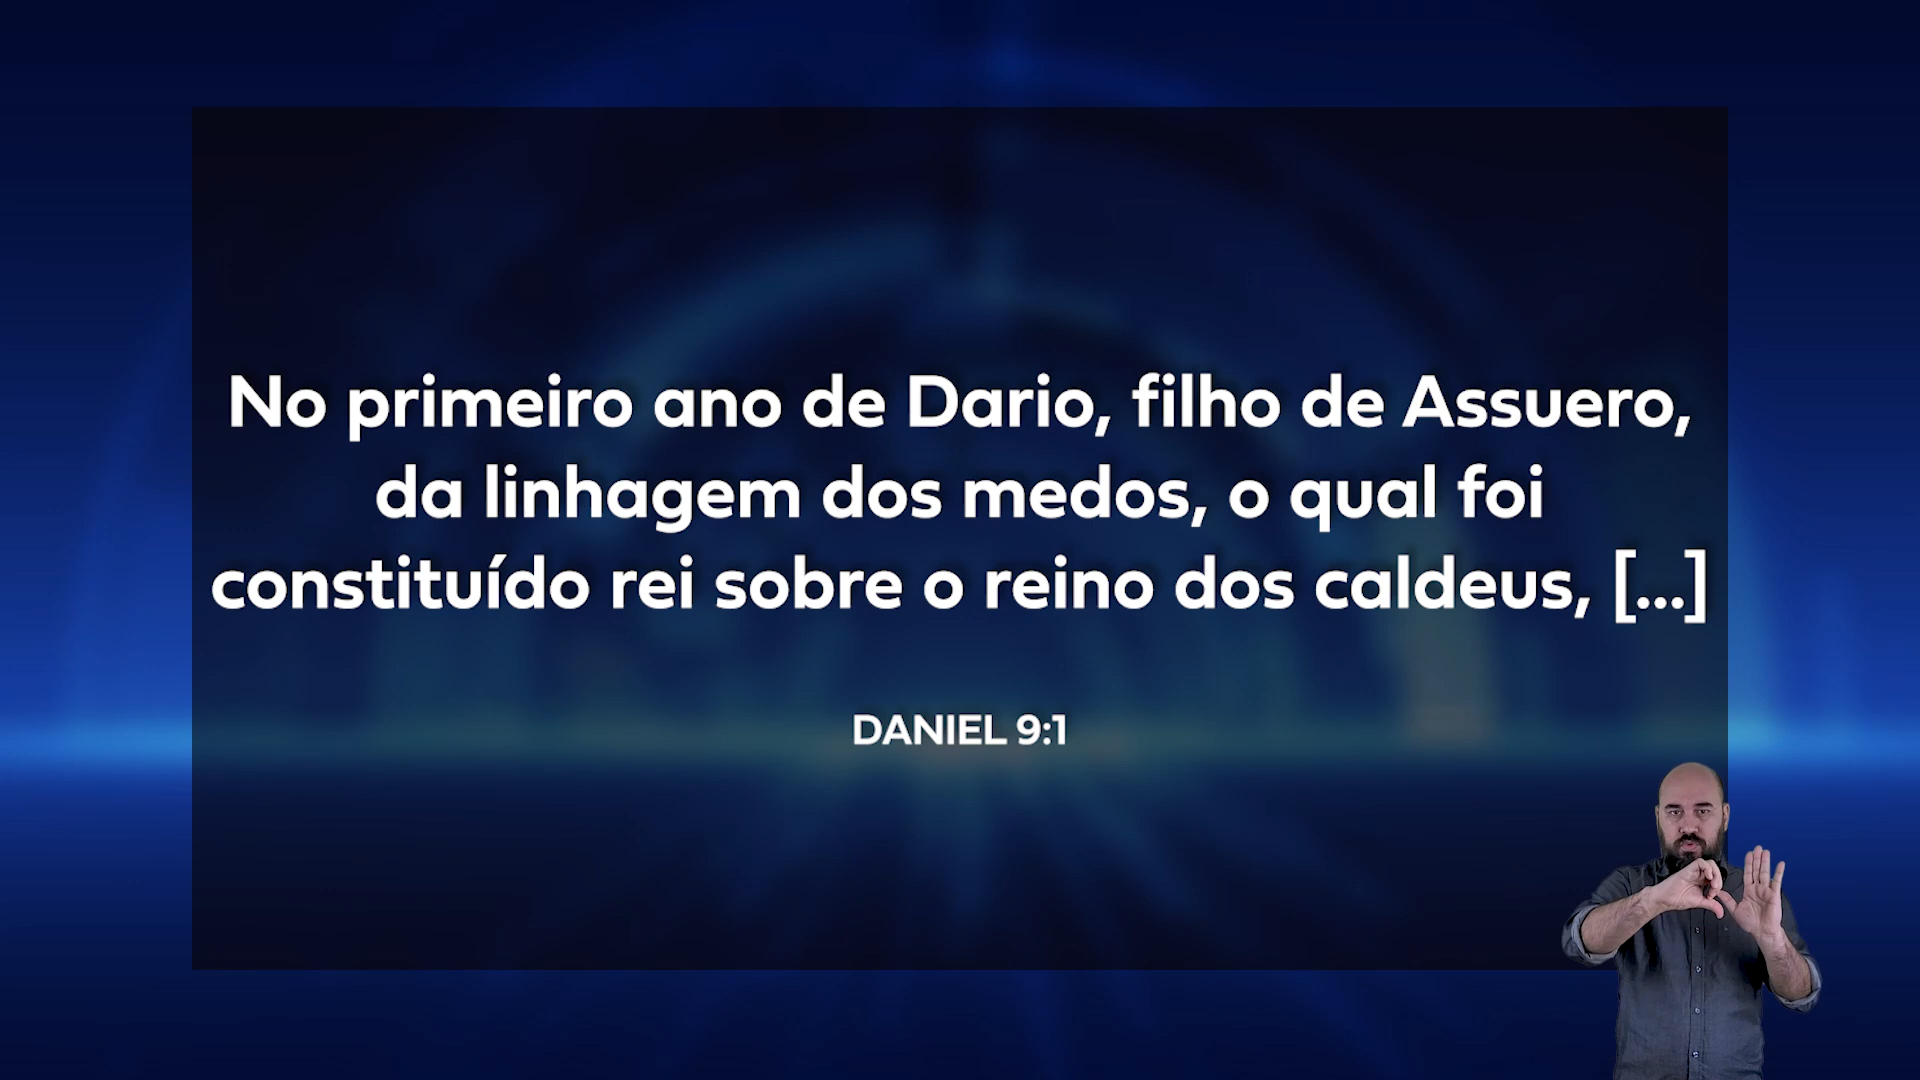 No primeiro ano de Dario, filho de Assuero,
da linhagem dos medos, o qual foi
constituído rei sobre o reino dos caldeus, [...]
DANIEL 9:1